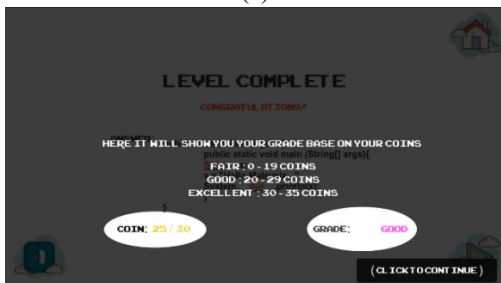 LEVEL COMPLETE
CONGRATULATIONS!
ANSWER:
HERE IT WILL SHOW YOU YOUR GRADE BASE ON YOUR COINS
public static void main (String[] args){
FAIR :0 - 19 COINS
GOOD :20 - 29 COINS
EXCELLENT :30 - 35 COINS
}
COIN: 25 / 30
GRADE: GOOD
(CLICK TO CONTINUE)